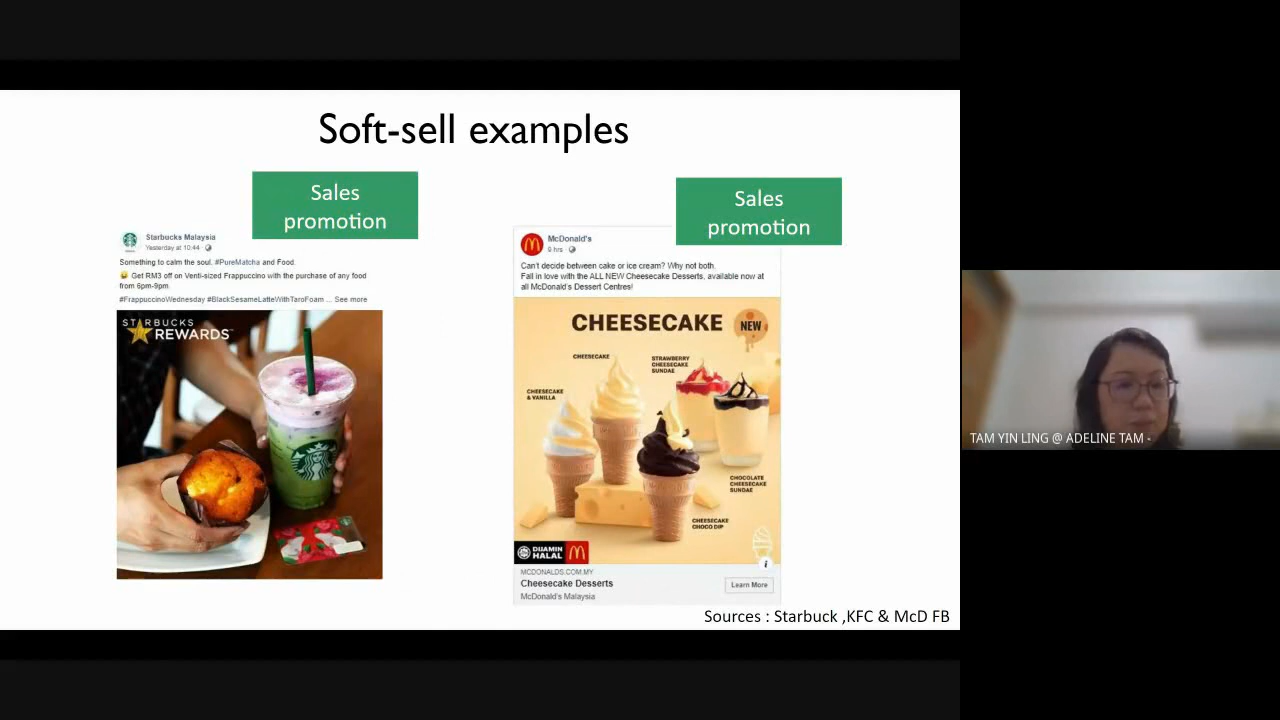 Soft-sell examples
Sales
promotion
Starbucks Malaysia
Yesterday at 10:44 ·
Something to calm the soul. #PureMatcha and Food.
Get RM3 off on Venti-sized Frappuccino with the purchase of any food
from 6pm-9pm.
#FrappuccinoWednesday #BlackSesameLatteWithTaroFoam ... See more
STARBUCKS
REWARDS
Sales
promotion
McDonald's
9 hrs ·
Can't decide between cake or ice cream? Why not both.
Fall in love with the ALL NEW Cheesecake Desserts, available now at
all McDonald's Dessert Centres!
CHEESECAKE
NEW
CHEESECAKE
STRAWBERRY
CHEESECAKE
SUNDAE
CHEESECAKE
& VANILLA
CHOCOLATE
CHEESECAKE
SUNDAE
CHEESECAKE
CHOCO DIP
DIJAMIN
HALAL
MCDONALDS.COM.MY
Cheesecake Desserts
McDonald's Malaysia
Learn More
Sources : Starbuck ,KFC & McD FB
TAM YIN LING @ ADELINE TAM -